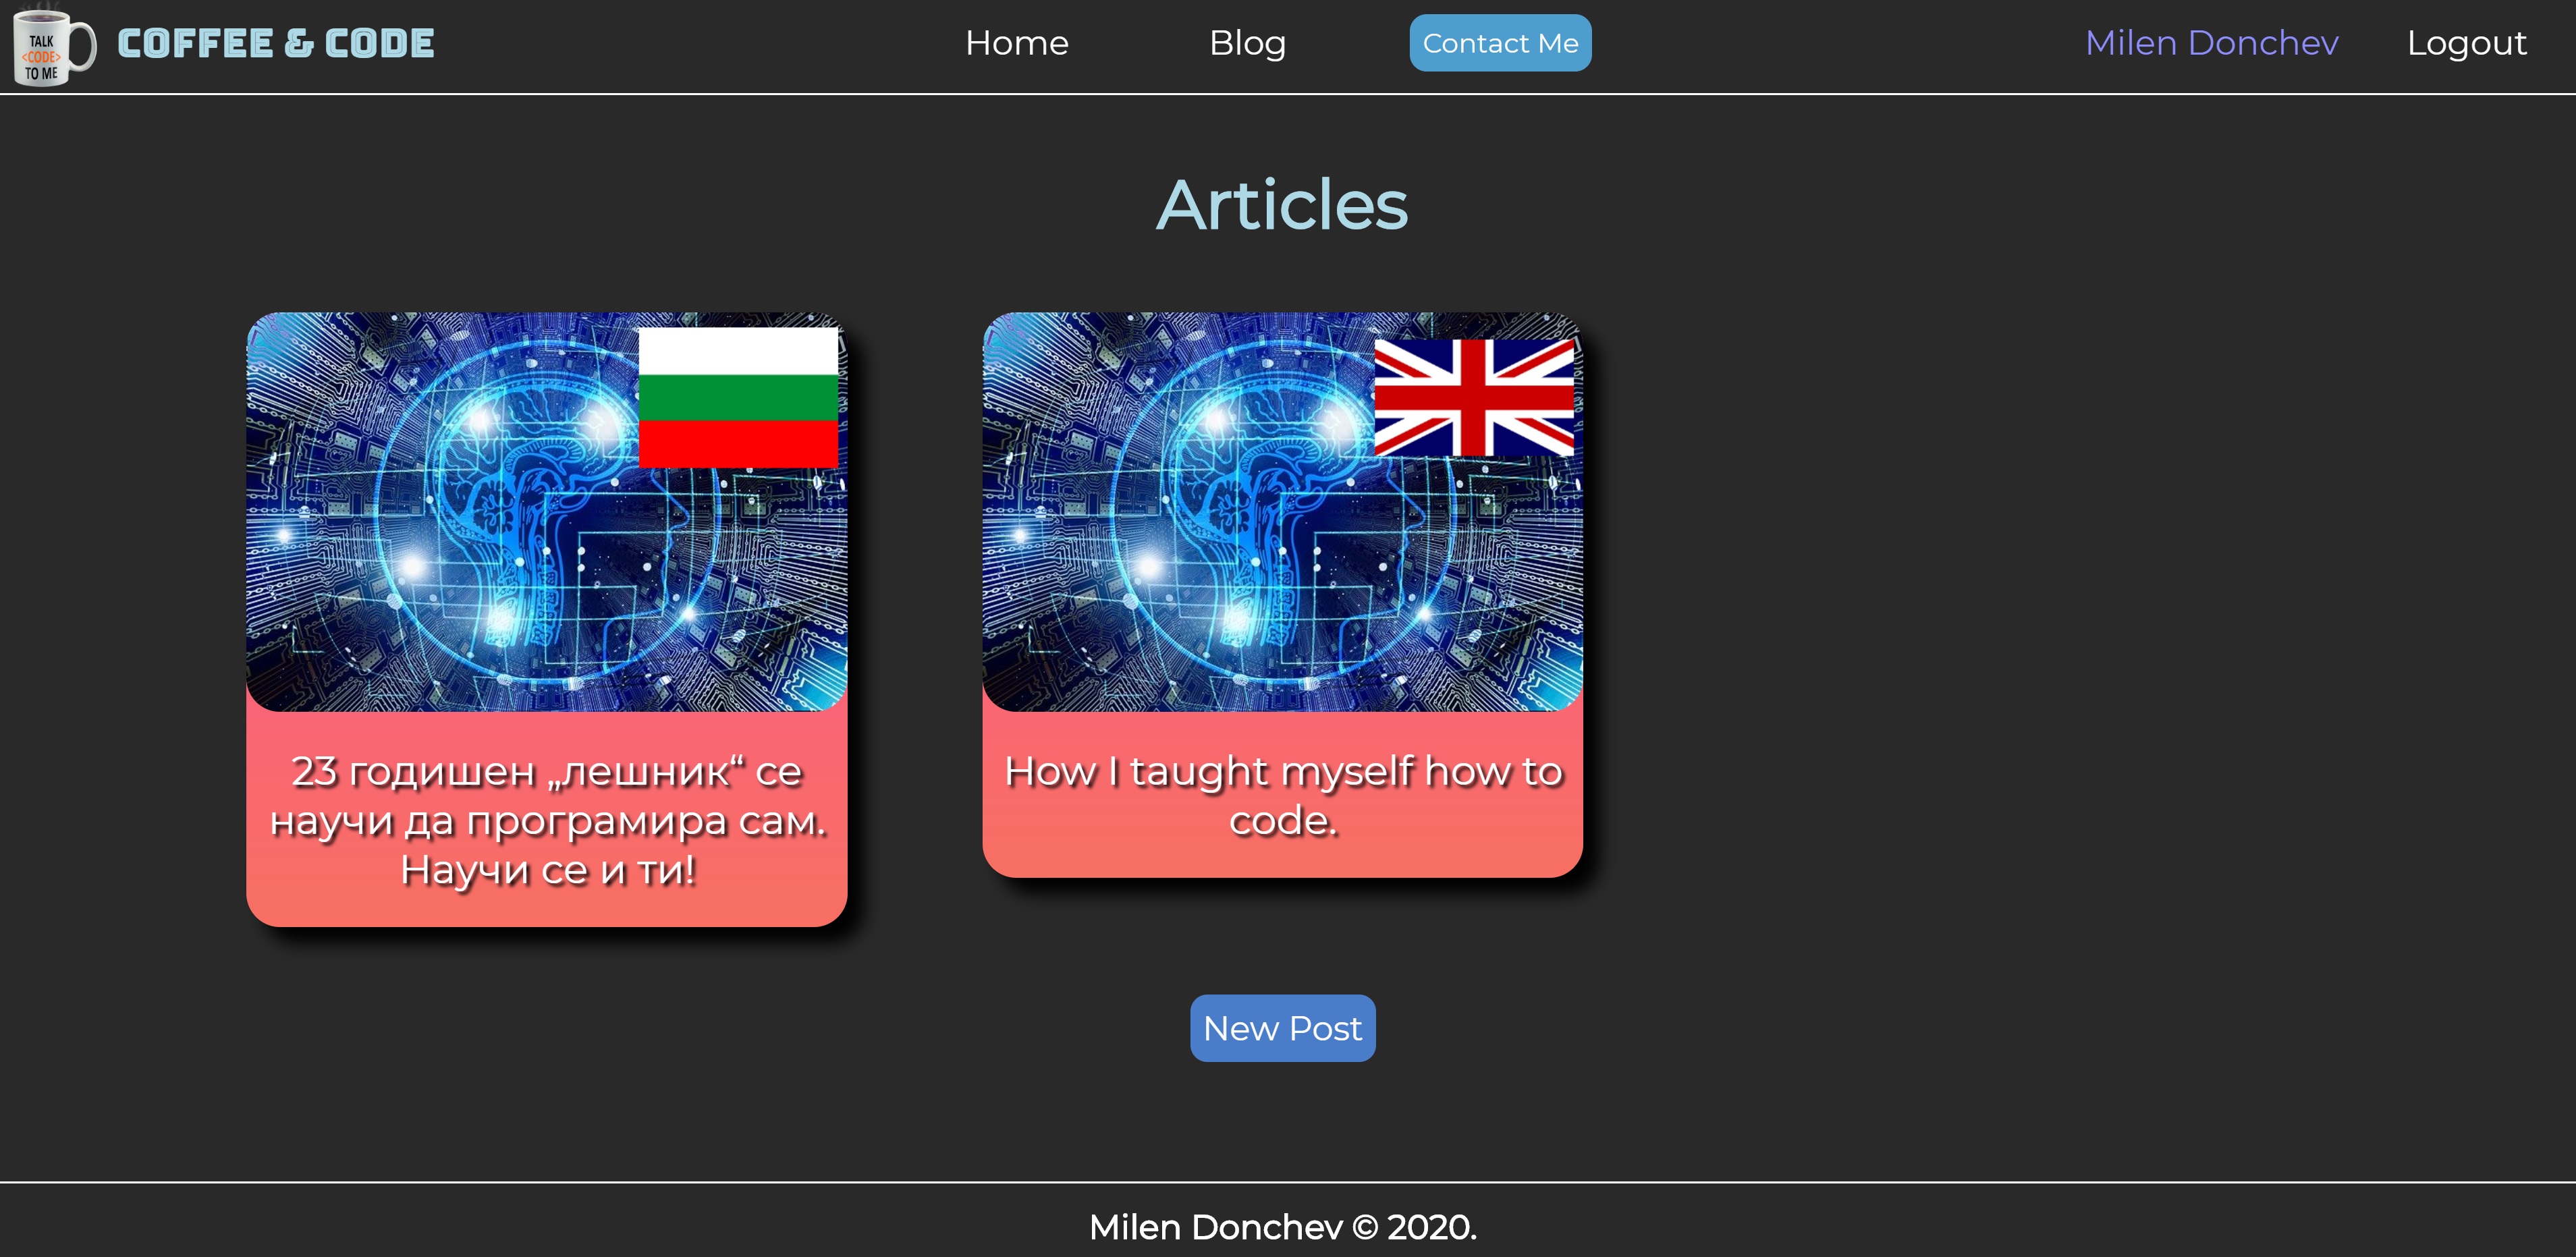 TALK
<CODE>
TO ME
COFFEE & CODE
Home
Blog
Contact Me
Milen Donchev
Logout
Articles
23 годишен „лешник“ се
научи да програмира сам.
Научи се и ти!
How I taught myself how to
code.
New Post
Milen Donchev © 2020.